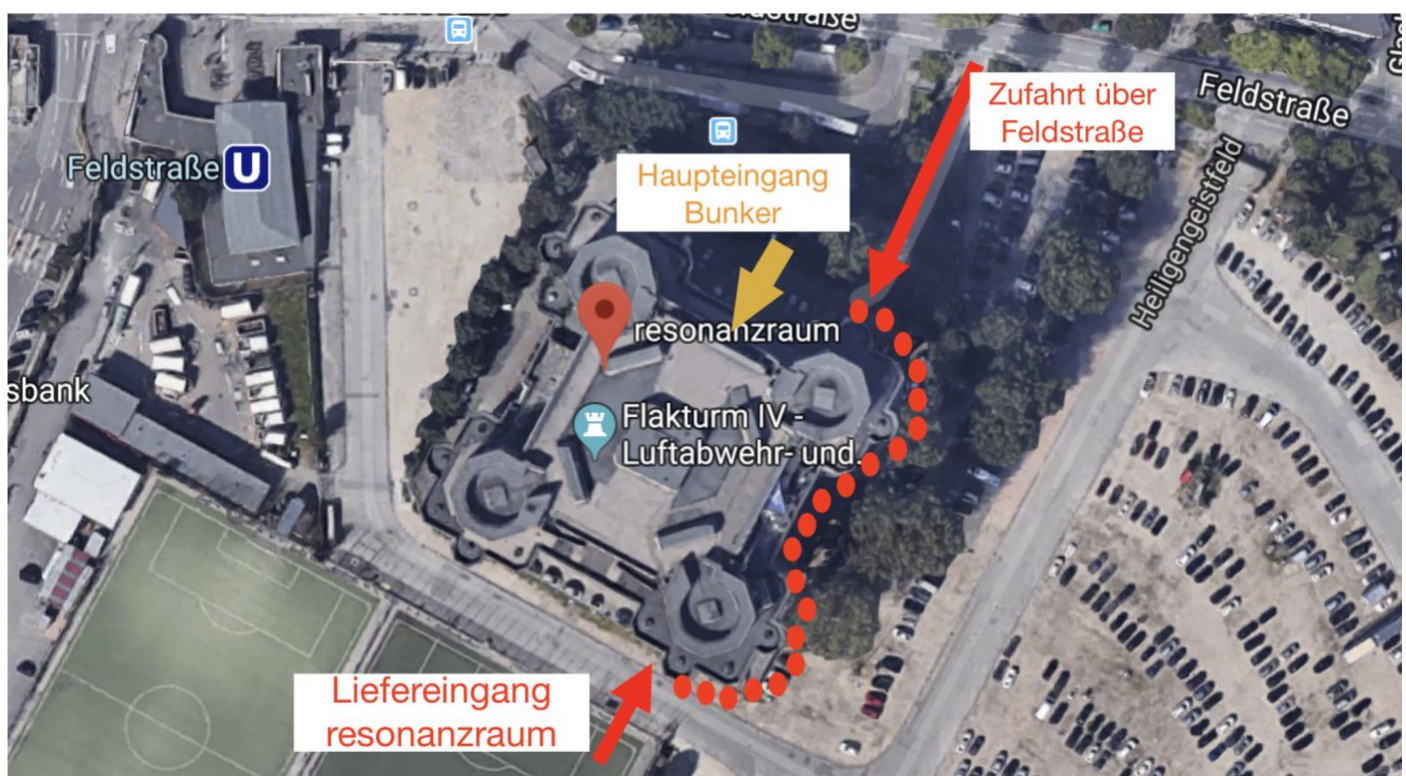 Zufahrt über
Feldstraße
Feldstraße
Haupteingang
Bunker
Feldstraße
U
Heiligengeistfeld
resonanzraum
sbank
Flakturm IV -
Luftabwehr- und.
Liefereingang
resonanzraum